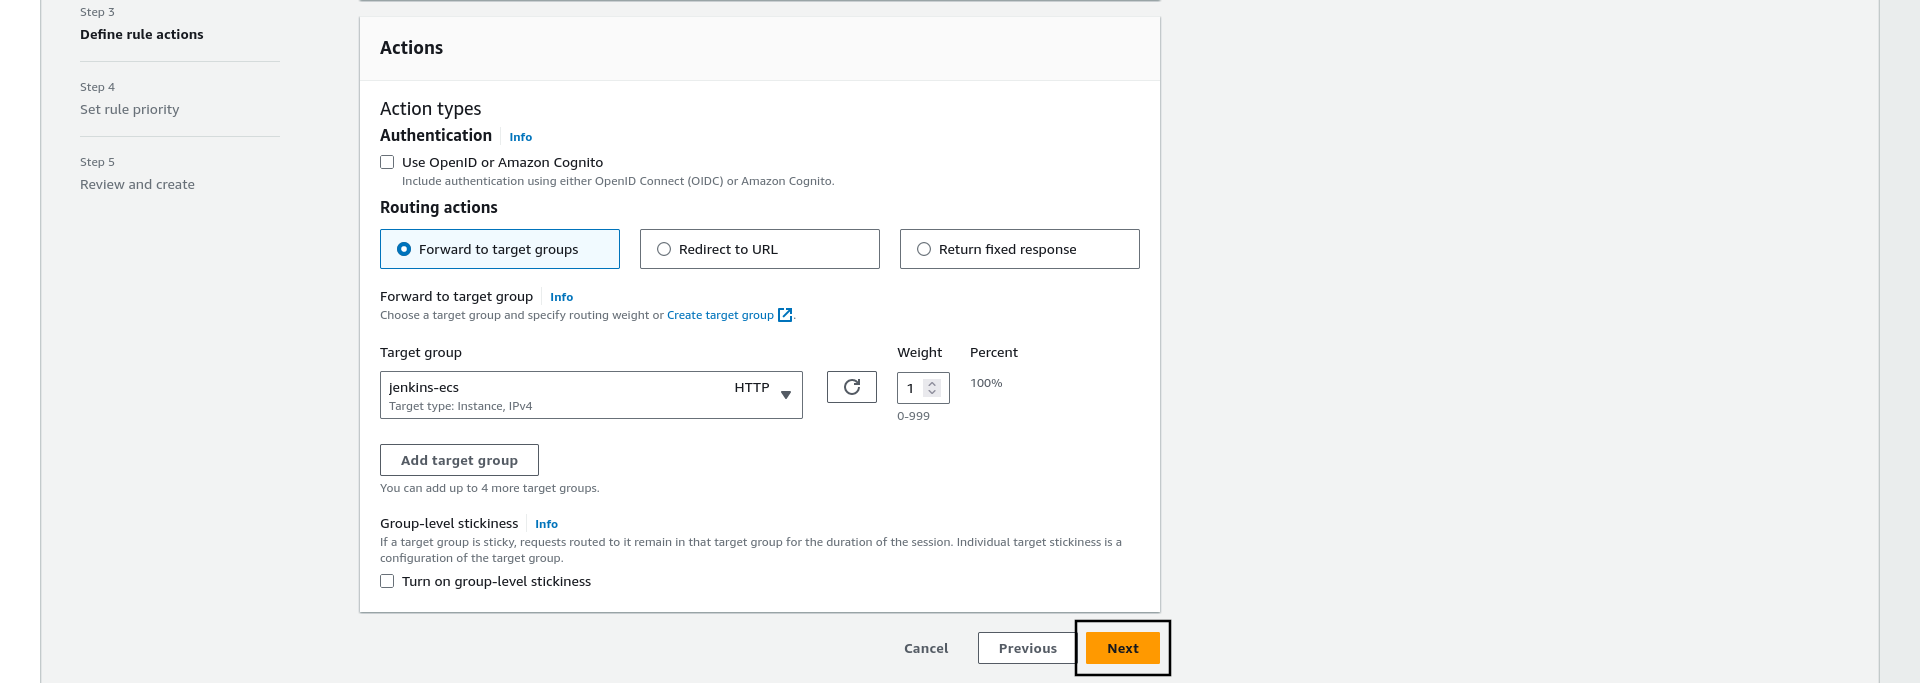 Step 3
Define rule actions
Step 4
Set rule priority
Step 5
Review and create
Actions
Action types
Authentication Info
Use OpenID or Amazon Cognito
Include authentication using either OpenID Connect (OIDC) or Amazon Cognito.
Routing actions
Forward to target groups Redirect to URL Return fixed response
Forward to target group Info
Choose a target group and specify routing weight or Create target group.
Target group Weight Percent
jenkins-ecs HTTP 1 100%
Target type: Instance, IPv4
0-999
Add target group
You can add up to 4 more target groups.
Group-level stickiness Info
If a target group is sticky, requests routed to it remain in that target group for the duration of the session. Individual target stickiness is a
configuration of the target group.
Turn on group-level stickiness
Cancel Previous Next